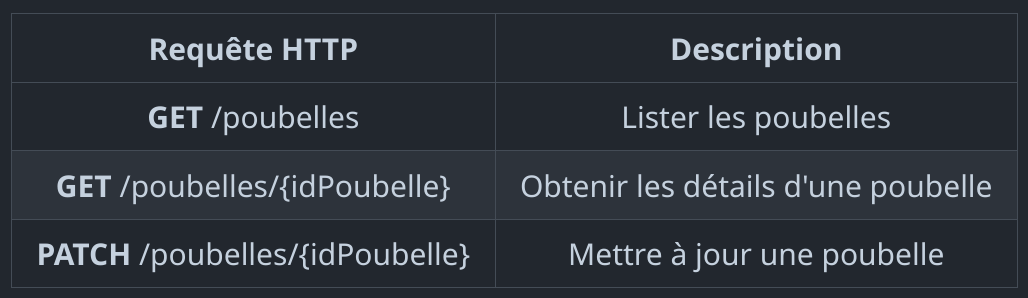 Requête HTTP Description
GET /poubelles Lister les poubelles
GET /poubelles/{idPoubelle} Obtenir les détails d'une poubelle
PATCH /poubelles/{idPoubelle} Mettre à jour une poubelle